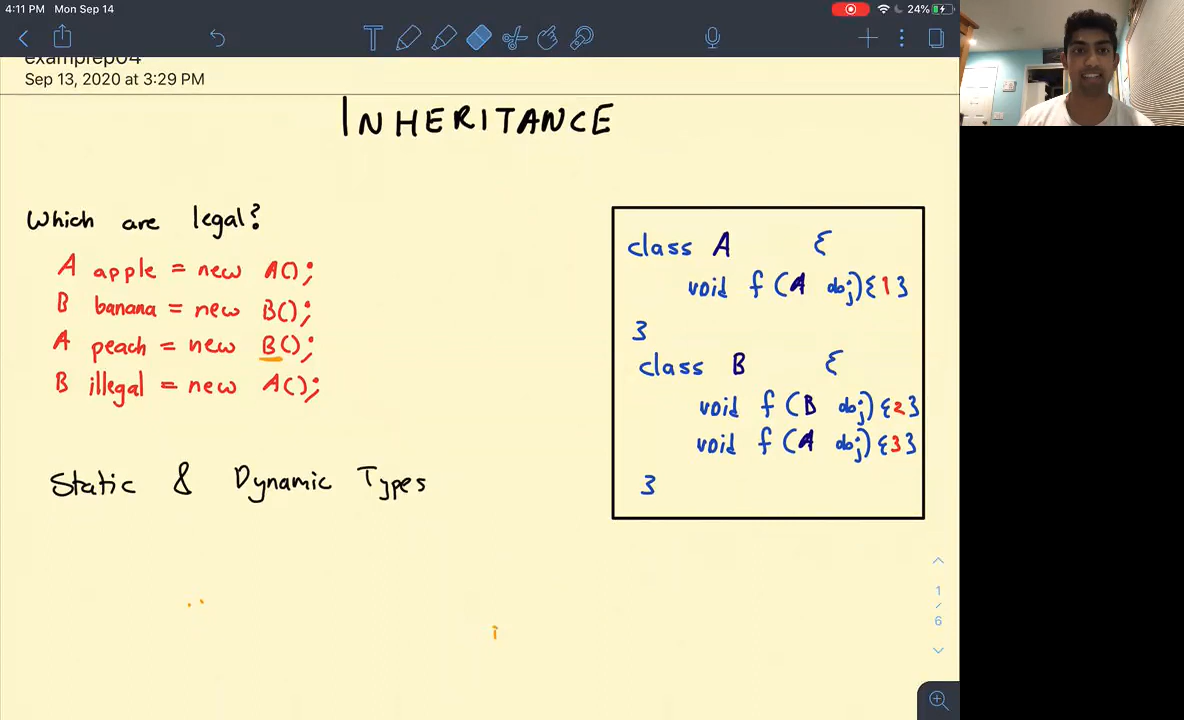 4:11 PM Mon Sep 14
24%
examprep04
Sep 13, 2020 at 3:29 PM
INHERITANCE
Which are legal?
A apple = new A();
B banana = new B();
A peach = new B();
B illegal = new A();
Static & Dynamic Types
class A {
void f (A obj) {1}
}
class B {
void f (B obj) {2}
void f (A obj) {3}
}
1
/
6